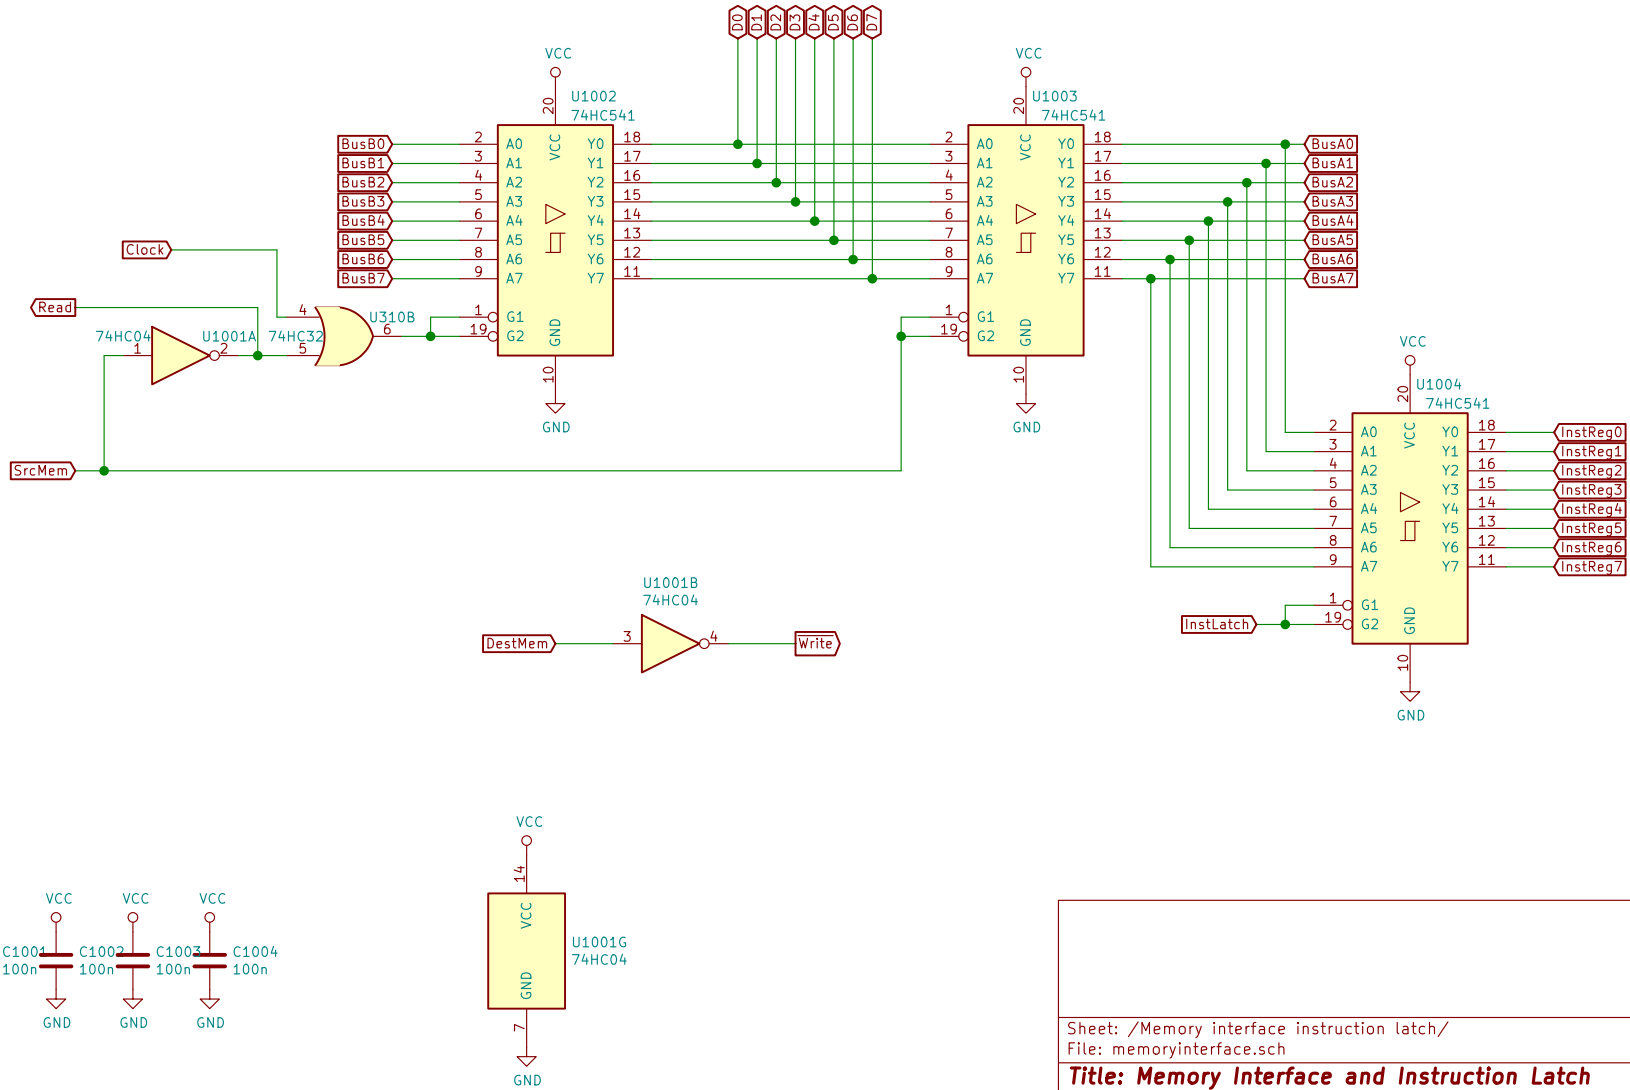 D0 D1 D2 D3 D4 D5 D6 D7
VCC
20
U1002
74HC541
VCC
20
U1003
74HC541
BusB0 2 A0 VCC Y0 18
BusB1 3 A1 Y1 17
BusB2 4 A2 Y2 16
BusB3 5 A3 Y3 15
BusB4 6 A4 Y4 14
BusB5 7 A5 Y5 13
BusB6 8 A6 Y6 12
BusB7 9 A7 Y7 11
1 G1
19 G2
GND
10
GND
2 A0 VCC Y0 18 BusA0
3 A1 Y1 17 BusA1
4 A2 Y2 16 BusA2
5 A3 Y3 15 BusA3
6 A4 Y4 14 BusA4
7 A5 Y5 13 BusA5
8 A6 Y6 12 BusA6
9 A7 Y7 11 BusA7
1 G1
19 G2
GND
10
GND
Clock
Read
74HC04
1
U1001A
2
74HC32
4
5
U310B
6
SrcMem
VCC
20
U1004
74HC541
2 A0 VCC Y0 18 InstReg0
3 A1 Y1 17 InstReg1
4 A2 Y2 16 InstReg2
5 A3 Y3 15 InstReg3
6 A4 Y4 14 InstReg4
7 A5 Y5 13 InstReg5
8 A6 Y6 12 InstReg6
9 A7 Y7 11 InstReg7
InstLatch
1 G1
19 G2
GND
10
GND
U1001B
74HC04
DestMem 3 4 Write
VCC
14
VCC
U1001G
74HC04
GND
7
GND
VCC VCC VCC
C1001 C1002 C1003 C1004
100n 100n 100n 100n
GND GND GND
Sheet: /Memory interface instruction latch/
File: memoryinterface.sch
Title: Memory Interface and Instruction Latch